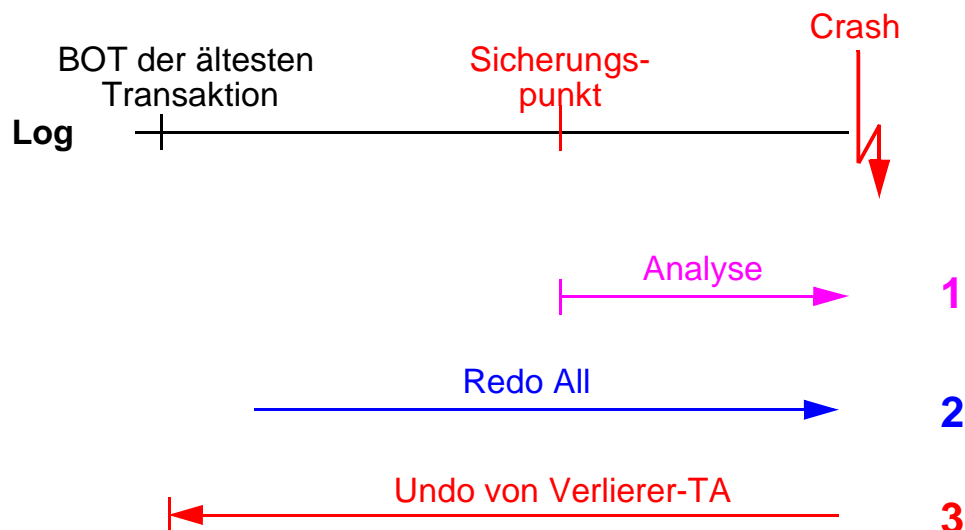 Crash
BOT der ältesten
Transaktion
Sicherungs-
punkt
Log
Analyse
1
Redo All
2
Undo von Verlierer-TA
3